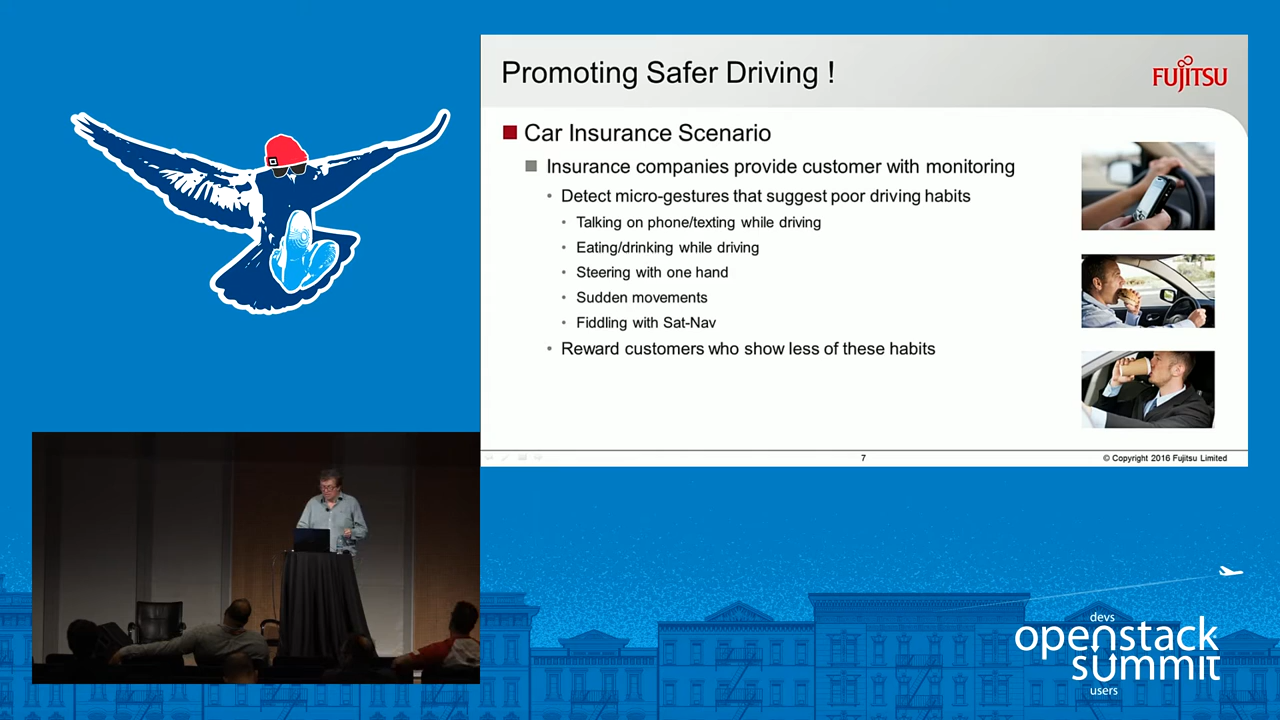 Promoting Safer Driving !
FUJITSU
Car Insurance Scenario
Insurance companies provide customer with monitoring
Detect micro-gestures that suggest poor driving habits
Talking on phone/texting while driving
Eating/drinking while driving
Steering with one hand
Sudden movements
Fiddling with Sat-Nav
Reward customers who show less of these habits
7
© Copyright 2016 Fujitsu Limited
devs
openstack
summit
users